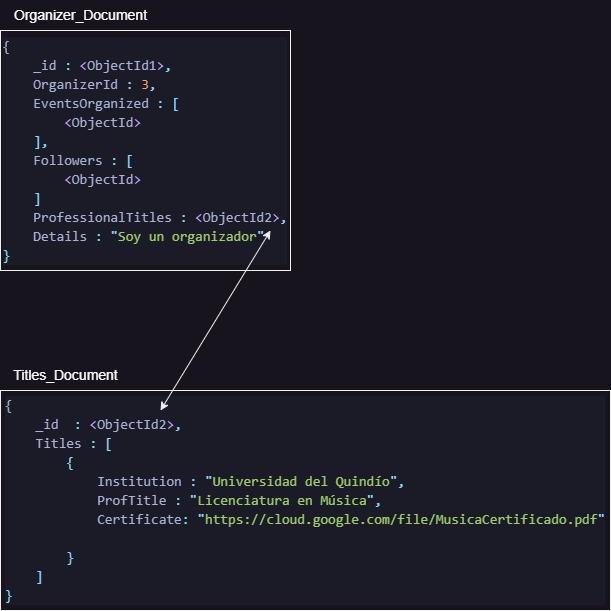 Organizer_Document
{
    _id : <ObjectId1>,
    OrganizerId : 3,
    EventsOrganized : [
        <ObjectId>
    ],
    Followers : [
        <ObjectId>
    ]
    ProfessionalTitles : <ObjectId2>,
    Details : "Soy un organizador"
}
Titles_Document
{
    _id  : <ObjectId2>,
    Titles : [
        {
            Institution : "Universidad del Quindío",
            ProfTitle : "Licenciatura en Música",
            Certificate: "https://cloud.google.com/file/MusicaCertificado.pdf"
        }
    ]
}